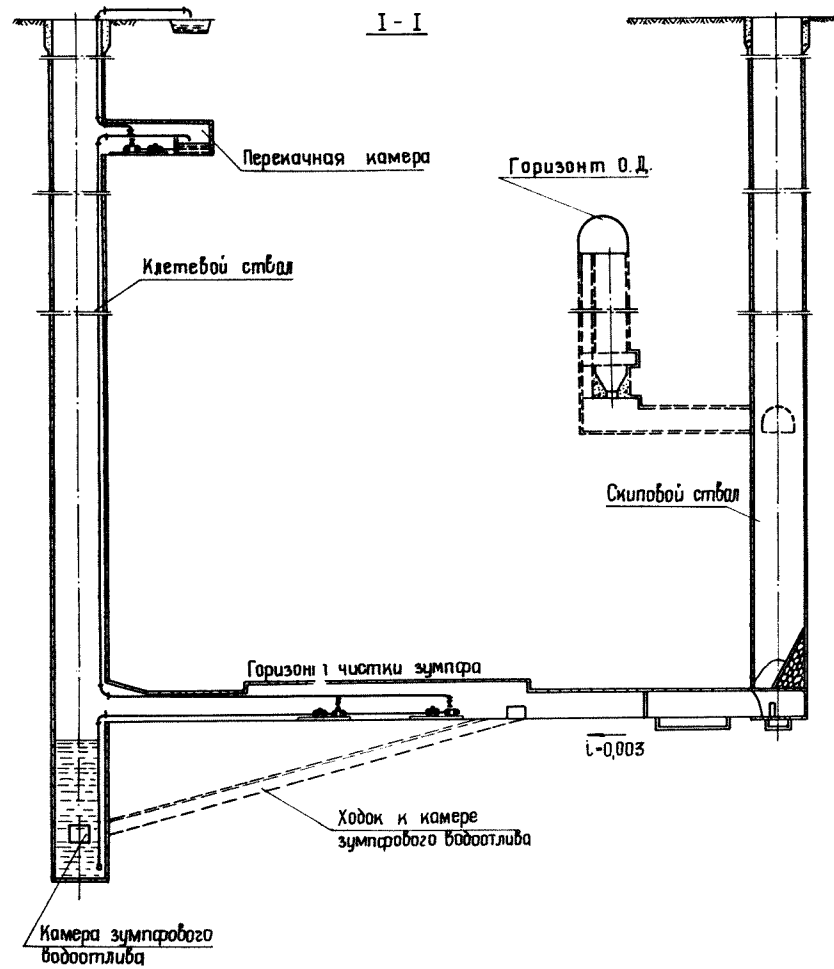 I - I
Перекачная камера
Горизонт О.Д.
Клетевой ствол
Скиповой ствол
Горизонт чистки зумпфа
i=0,003
Ходок к камере
зумпфового водоотлива
Камера зумпфового
водоотлива